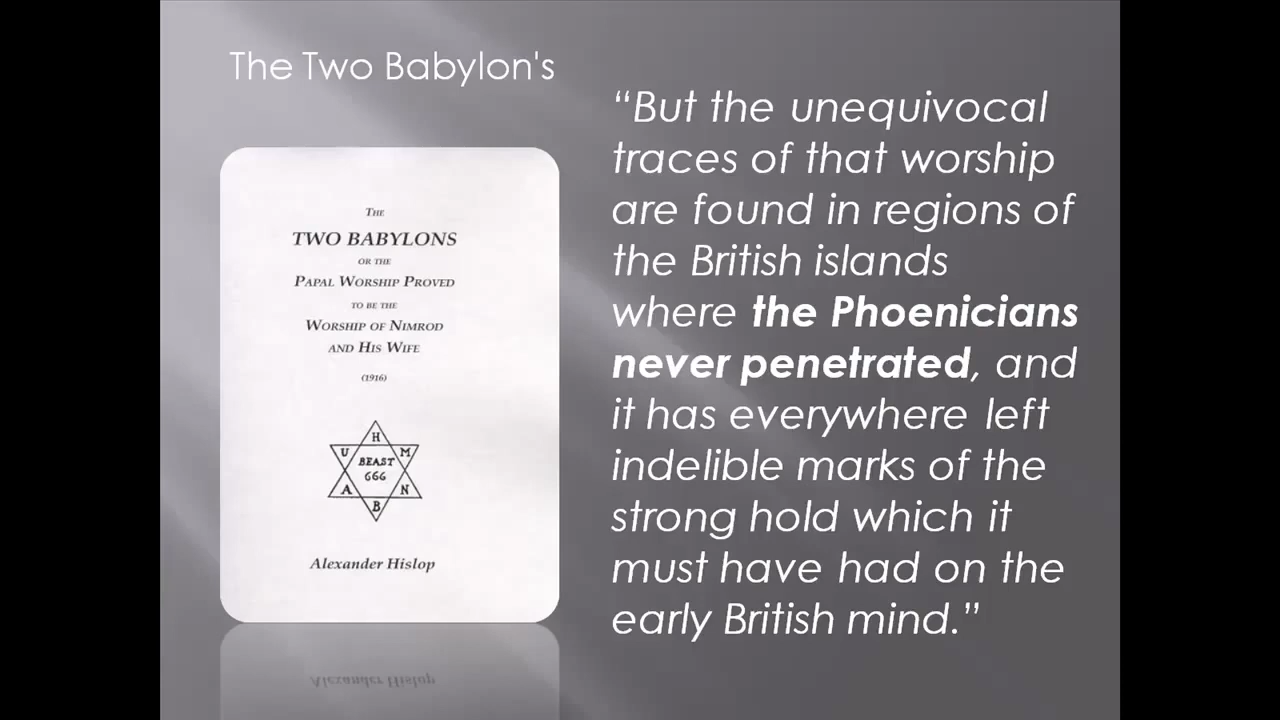 The Two Babylon's
THE
TWO BABYLONS
OR THE
PAPAL WORSHIP PROVED
TO BE THE
WORSHIP OF NIMROD
AND HIS WIFE
(1916)
H
U M
BEAST
666
A N
B
Alexander Hislop
Alexander Hislop
“But the unequivocal
traces of that worship
are found in regions of
the British islands
where the Phoenicians
never penetrated, and
it has everywhere left
indelible marks of the
strong hold which it
must have had on the
early British mind.”